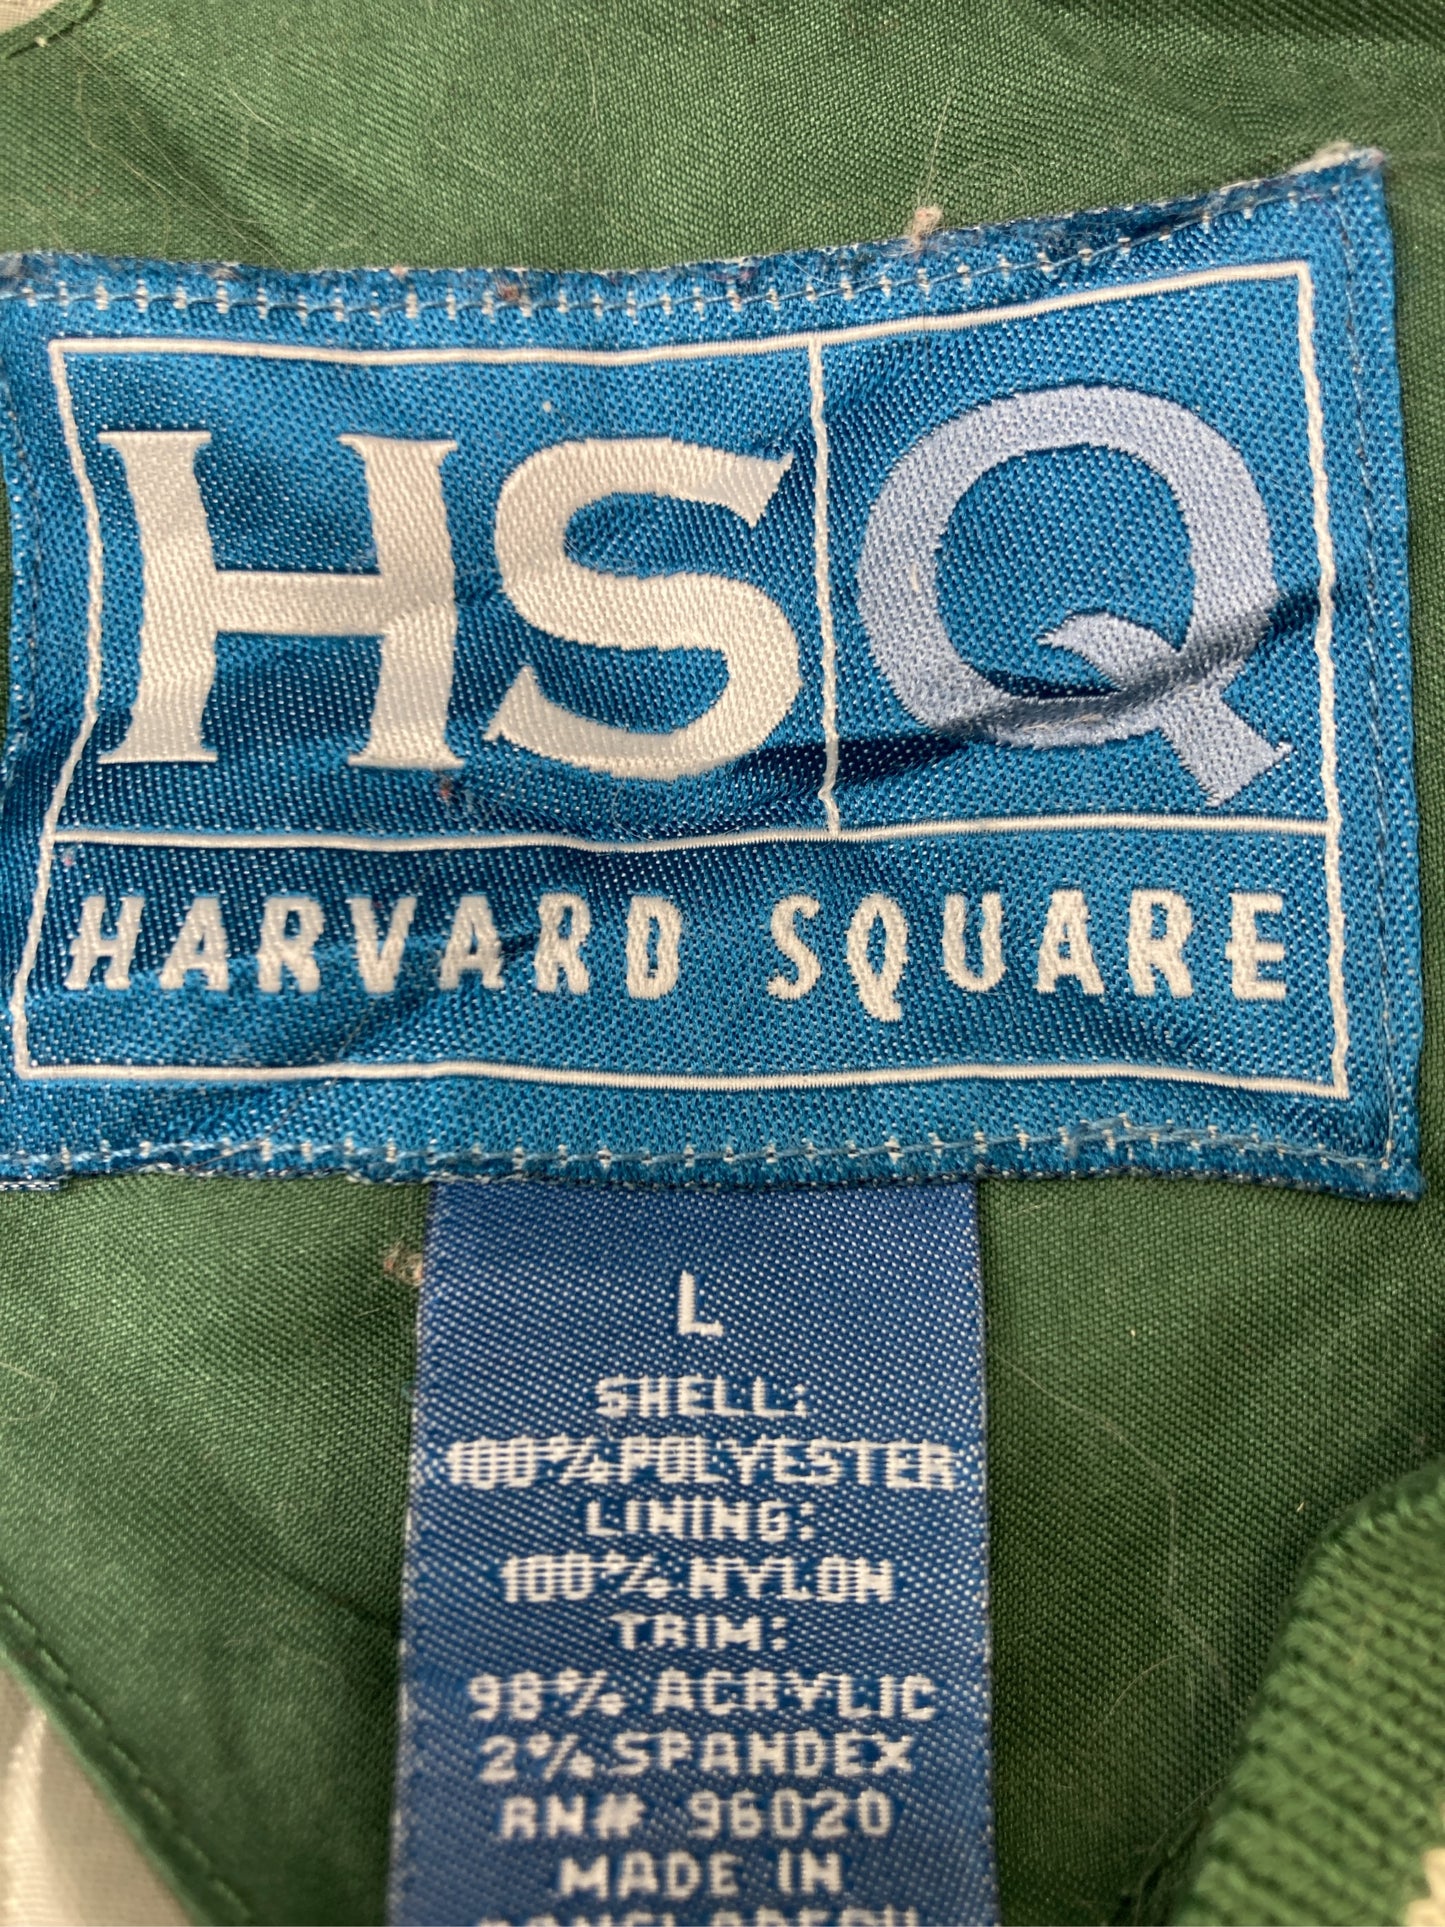 HSQ
HARVARD SQUARE
L
SHELL:
100% POLYESTER
LINING:
100% NYLON
TRIM:
98% ACRYLIC
2% SPANDEX
RN# 96020
MADE IN